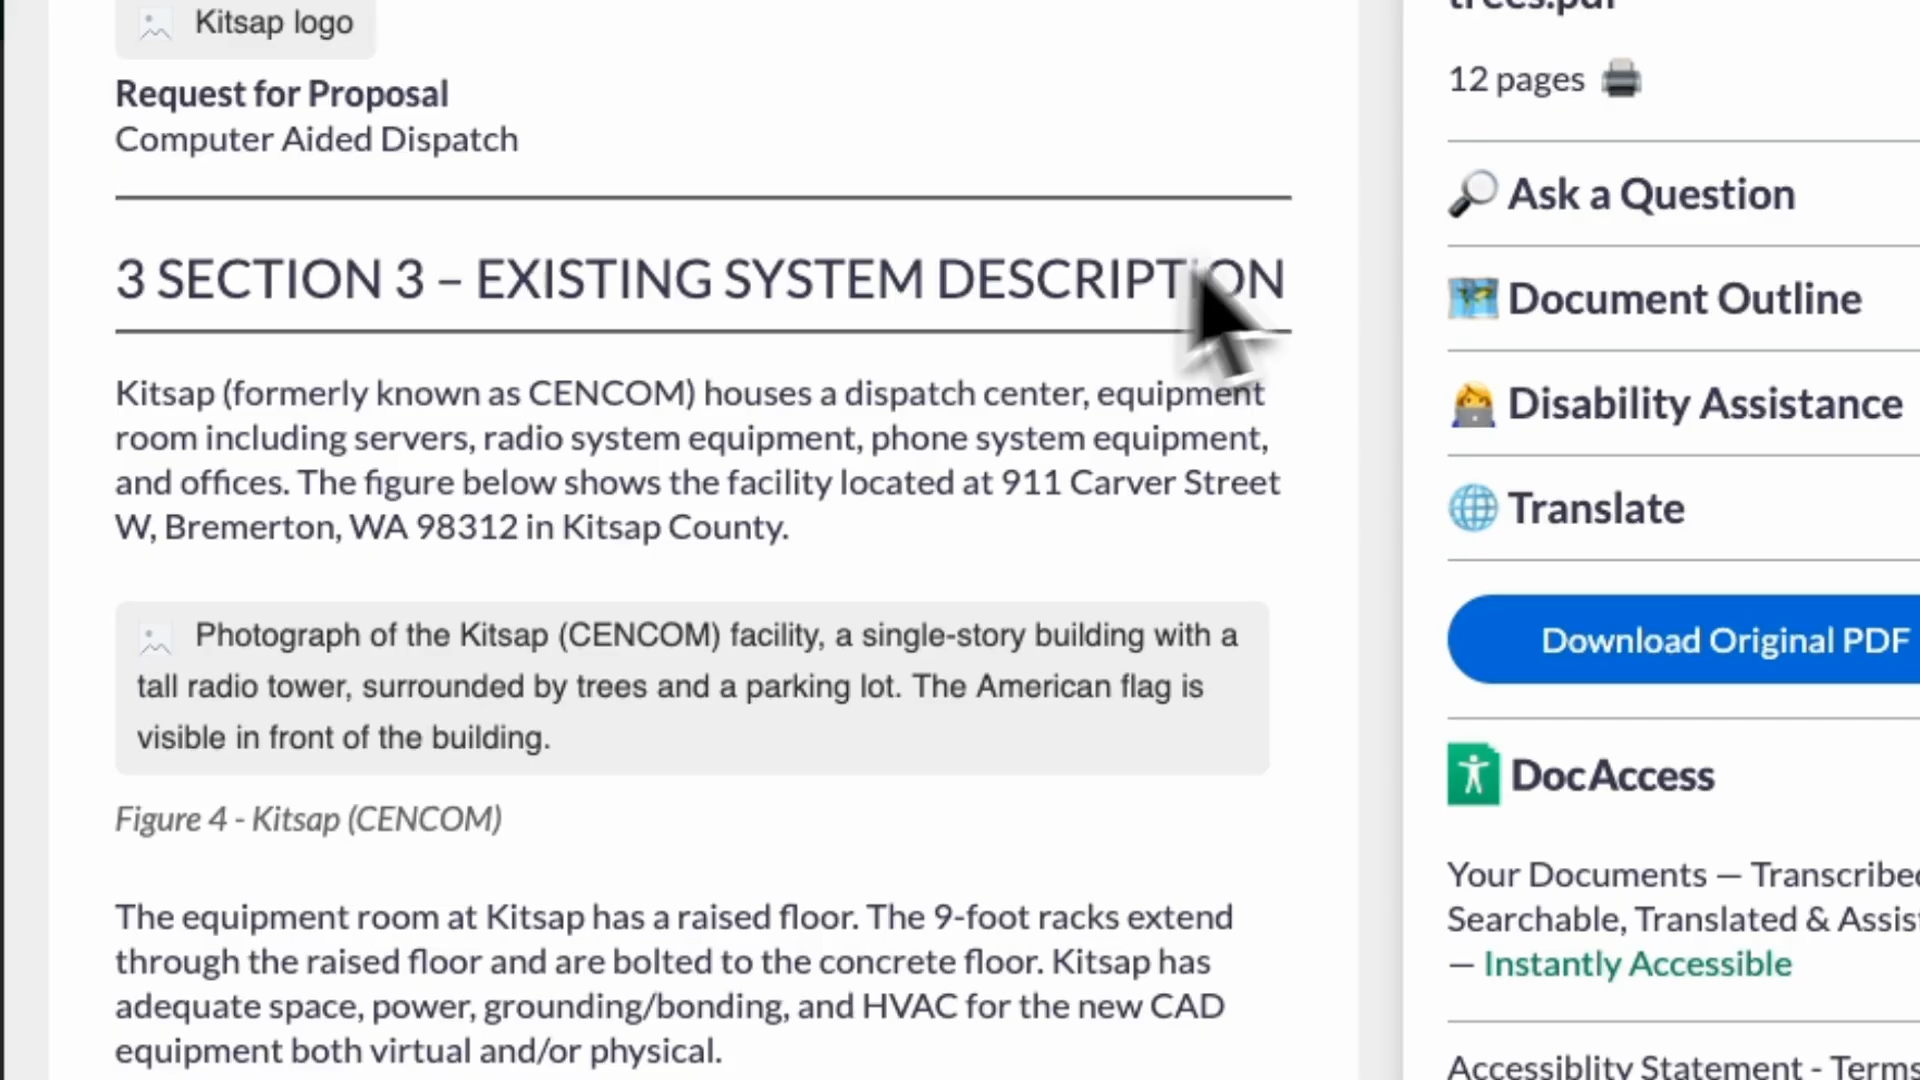 Kitsap logo
Request for Proposal
Computer Aided Dispatch
3 SECTION 3 – EXISTING SYSTEM DESCRIPTION
Kitsap (formerly known as CENCOM) houses a dispatch center, equipment
room including servers, radio system equipment, phone system equipment,
and offices. The figure below shows the facility located at 911 Carver Street
W, Bremerton, WA 98312 in Kitsap County.
Photograph of the Kitsap (CENCOM) facility, a single-story building with a
tall radio tower, surrounded by trees and a parking lot. The American flag is
visible in front of the building.
Figure 4 - Kitsap (CENCOM)
The equipment room at Kitsap has a raised floor. The 9-foot racks extend
through the raised floor and are bolted to the concrete floor. Kitsap has
adequate space, power, grounding/bonding, and HVAC for the new CAD
equipment both virtual and/or physical.
trees.pdf
12 pages
Ask a Question
Document Outline
Disability Assistance
Translate
Download Original PDF
DocAccess
Your Documents — Transcribed
Searchable, Translated & Assis
— Instantly Accessible
Accessiblity Statement - Terms